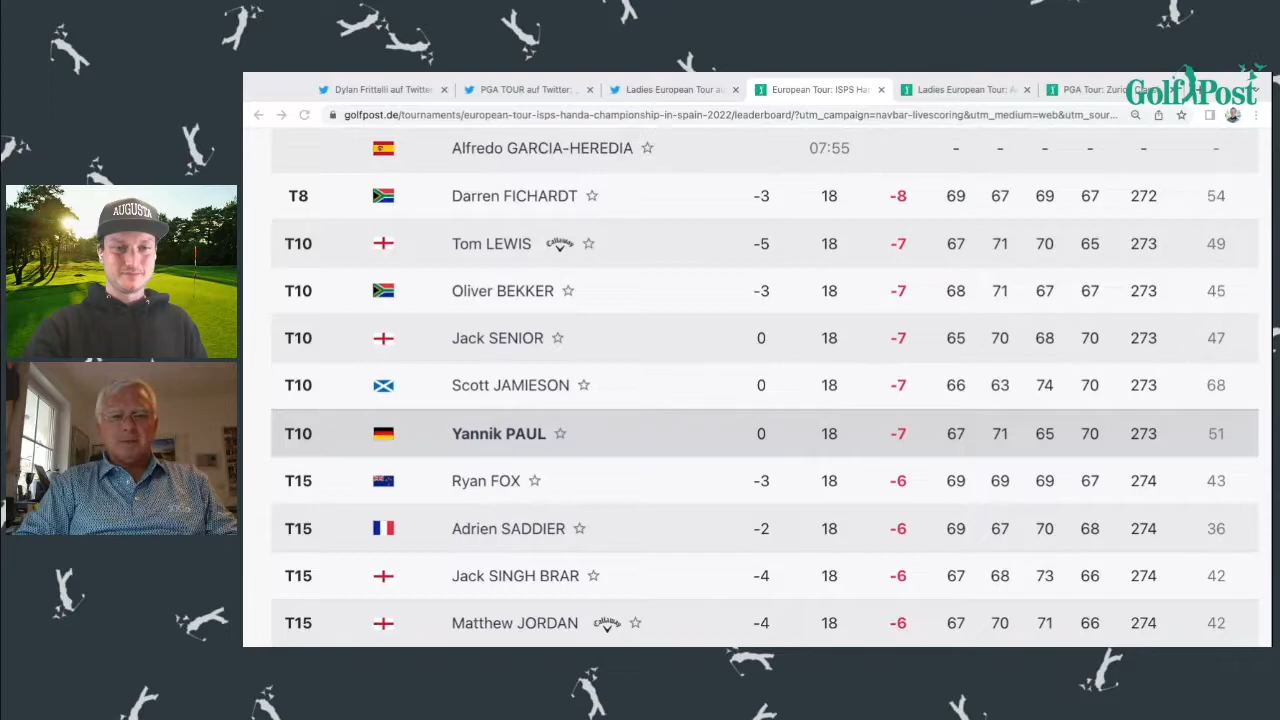 Golf Post
Dylan Frittelli auf Twitter
PGA TOUR auf Twitter:
Ladies European Tour au
European Tour: ISPS Ha
Ladies European Tour:
PGA Tour:
golfpost.de/tournaments/european-tour-isps-handa-championship-in-spain-2022/leaderboard/?utm_campaign=navbar-livescoring&utm_medium=web&utm_sour...
Alfredo GARCIA-HEREDIA 07:55 - - - - - -
T8 Darren FICHARDT -3 18 -8 69 67 69 67 272 54
T10 Tom LEWIS Callaway -5 18 -7 67 71 70 65 273 49
T10 Oliver BEKKER -3 18 -7 68 71 67 67 273 45
T10 Jack SENIOR 0 18 -7 65 70 68 70 273 47
T10 Scott JAMIESON 0 18 -7 66 63 74 70 273 68
T10 Yannik PAUL 0 18 -7 67 71 65 70 273 51
T15 Ryan FOX -3 18 -6 69 69 69 67 274 43
T15 Adrien SADDIER -2 18 -6 69 67 70 68 274 36
T15 Jack SINGH BRAR -4 18 -6 67 68 73 66 274 42
T15 Matthew JORDAN Callaway -4 18 -6 67 70 71 66 274 42
AUGUSTA